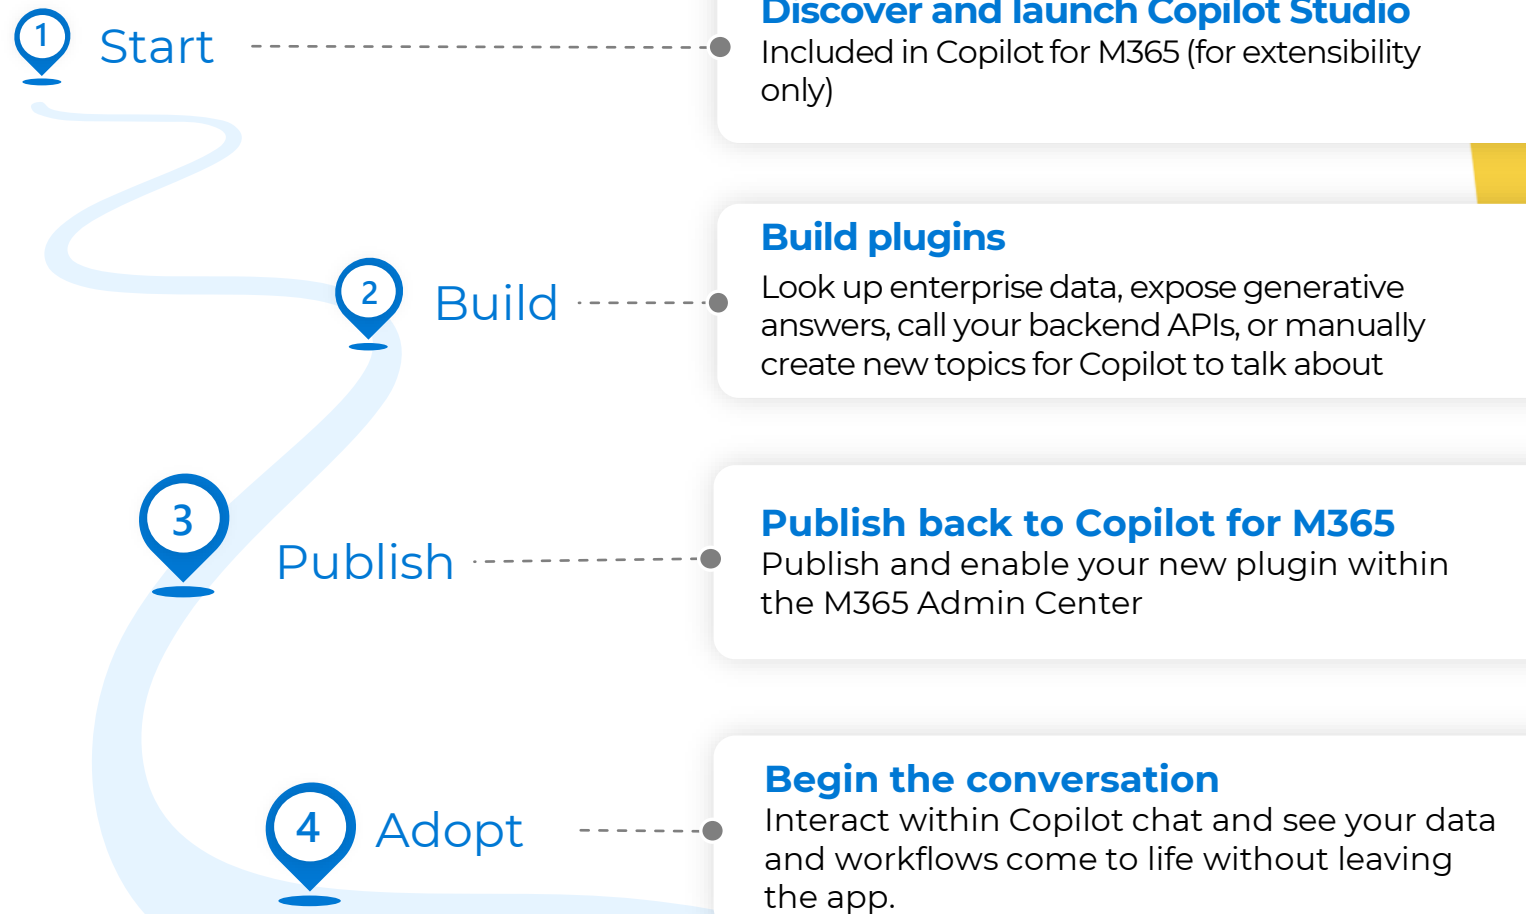 1
Start
Discover and launch Copilot Studio
Included in Copilot for M365 (for extensibility
only)
2
Build
Build plugins
Look up enterprise data, expose generative
answers, call your backend APIs, or manually
create new topics for Copilot to talk about
3
Publish
Publish back to Copilot for M365
Publish and enable your new plugin within
the M365 Admin Center
4
Adopt
Begin the conversation
Interact within Copilot chat and see your data
and workflows come to life without leaving
the app.